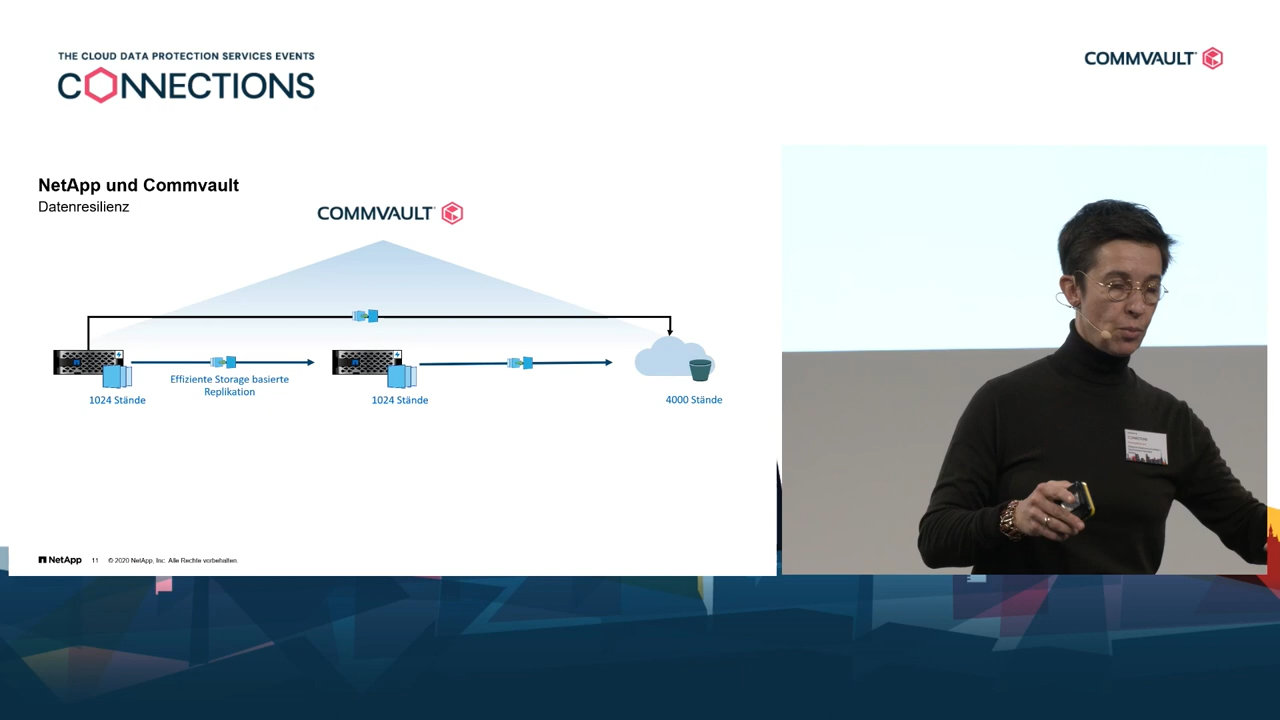 THE CLOUD DATA PROTECTION SERVICES EVENTS
CONNECTIONS
COMMVAULT
NetApp und Commvault
Datenresilienz
COMMVAULT
Effiziente Storage basierte
Replikation
1024 Stände
1024 Stände
4000 Stände
NetApp
11
© 2020 NetApp, Inc. Alle Rechte vorbehalten.